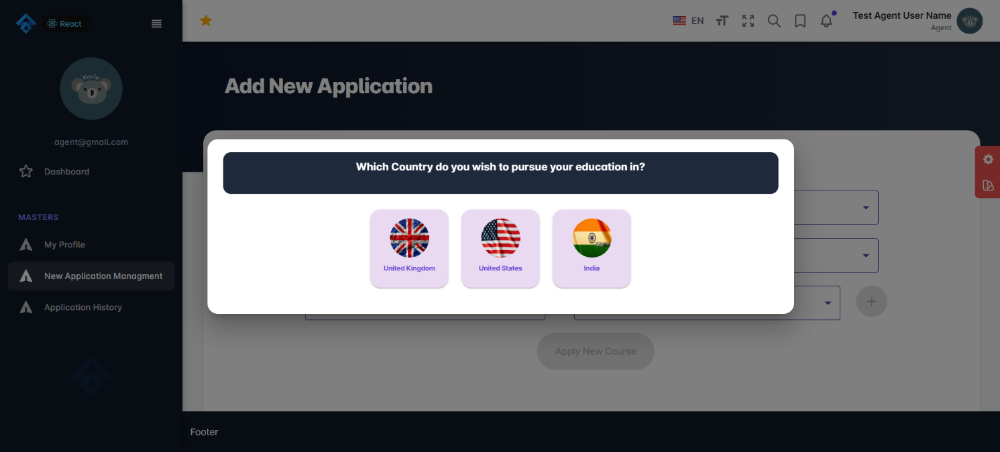 React
EN
Test Agent User Name
Agent
Koala
agent@gmail.com
Dashboard
MASTERS
My Profile
New Application Managment
Application History
Add New Application
Which Country do you wish to pursue your education in?
United Kingdom
United States
India
Apply New Course
Footer